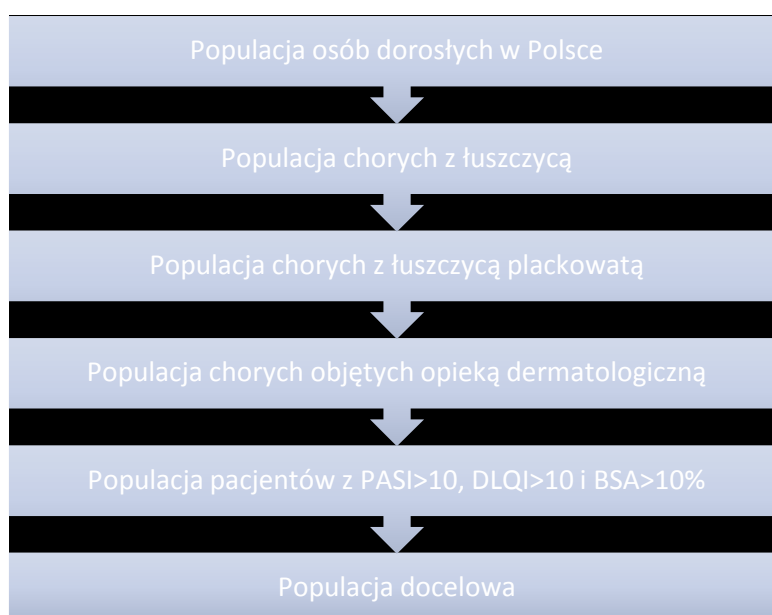 Populacja osób dorosłych w Polsce
Populacja chorych z łuszczycą
Populacja chorych z łuszczycą plackowatą
Populacja chorych objętych opieką dermatologiczną
Populacja pacjentów z PASI>10, DLQI>10 i BSA>10%
Populacja docelowa